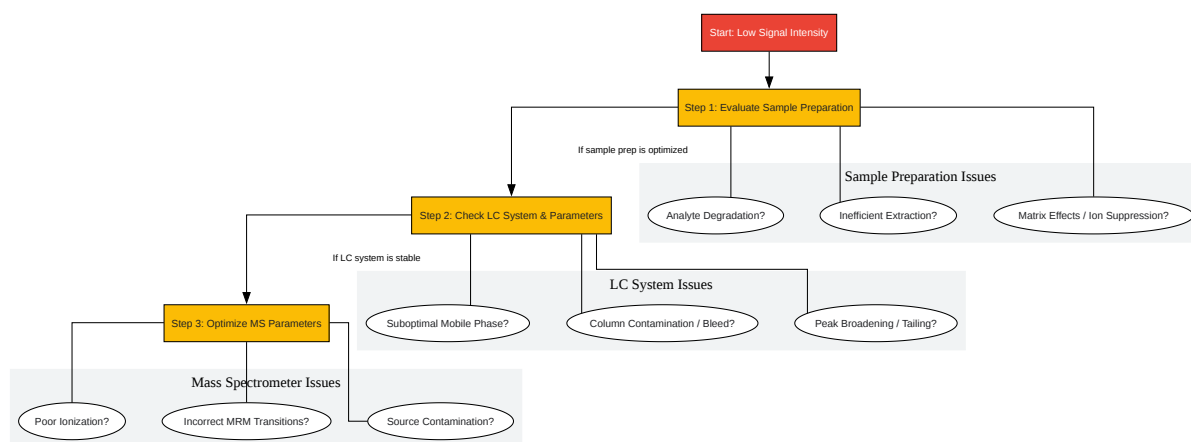 Start: Low Signal Intensity
Step 1: Evaluate Sample Preparation
If sample prep is optimized
Sample Preparation Issues
Analyte Degradation?
Inefficient Extraction?
Matrix Effects / Ion Suppression?
Step 2: Check LC System & Parameters
If LC system is stable
LC System Issues
Suboptimal Mobile Phase?
Column Contamination / Bleed?
Peak Broadening / Tailing?
Step 3: Optimize MS Parameters
Mass Spectrometer Issues
Poor Ionization?
Incorrect MRM Transitions?
Source Contamination?